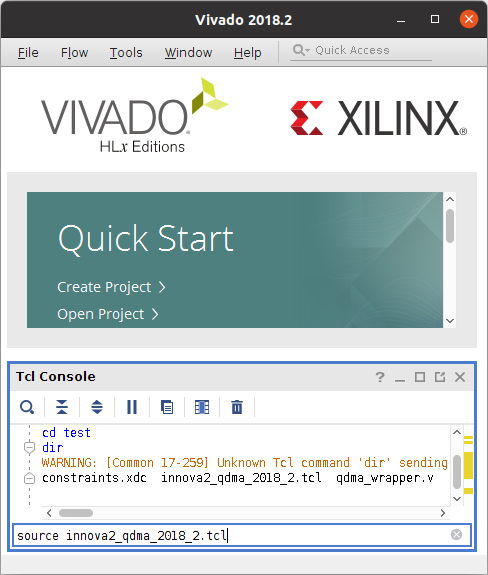 Vivado 2018.2
File Flow Tools Window Help Quick Access
VIVADO.
HLx Editions
XILINX®
Quick Start
Create Project >
Open Project >
Tcl Console
cd test
dir
WARNING: [Common 17-259] Unknown Tcl command 'dir' sending
constraints.xdc innova2_qdma_2018_2.tcl qdma_wrapper.v
source innova2_qdma_2018_2.tcl